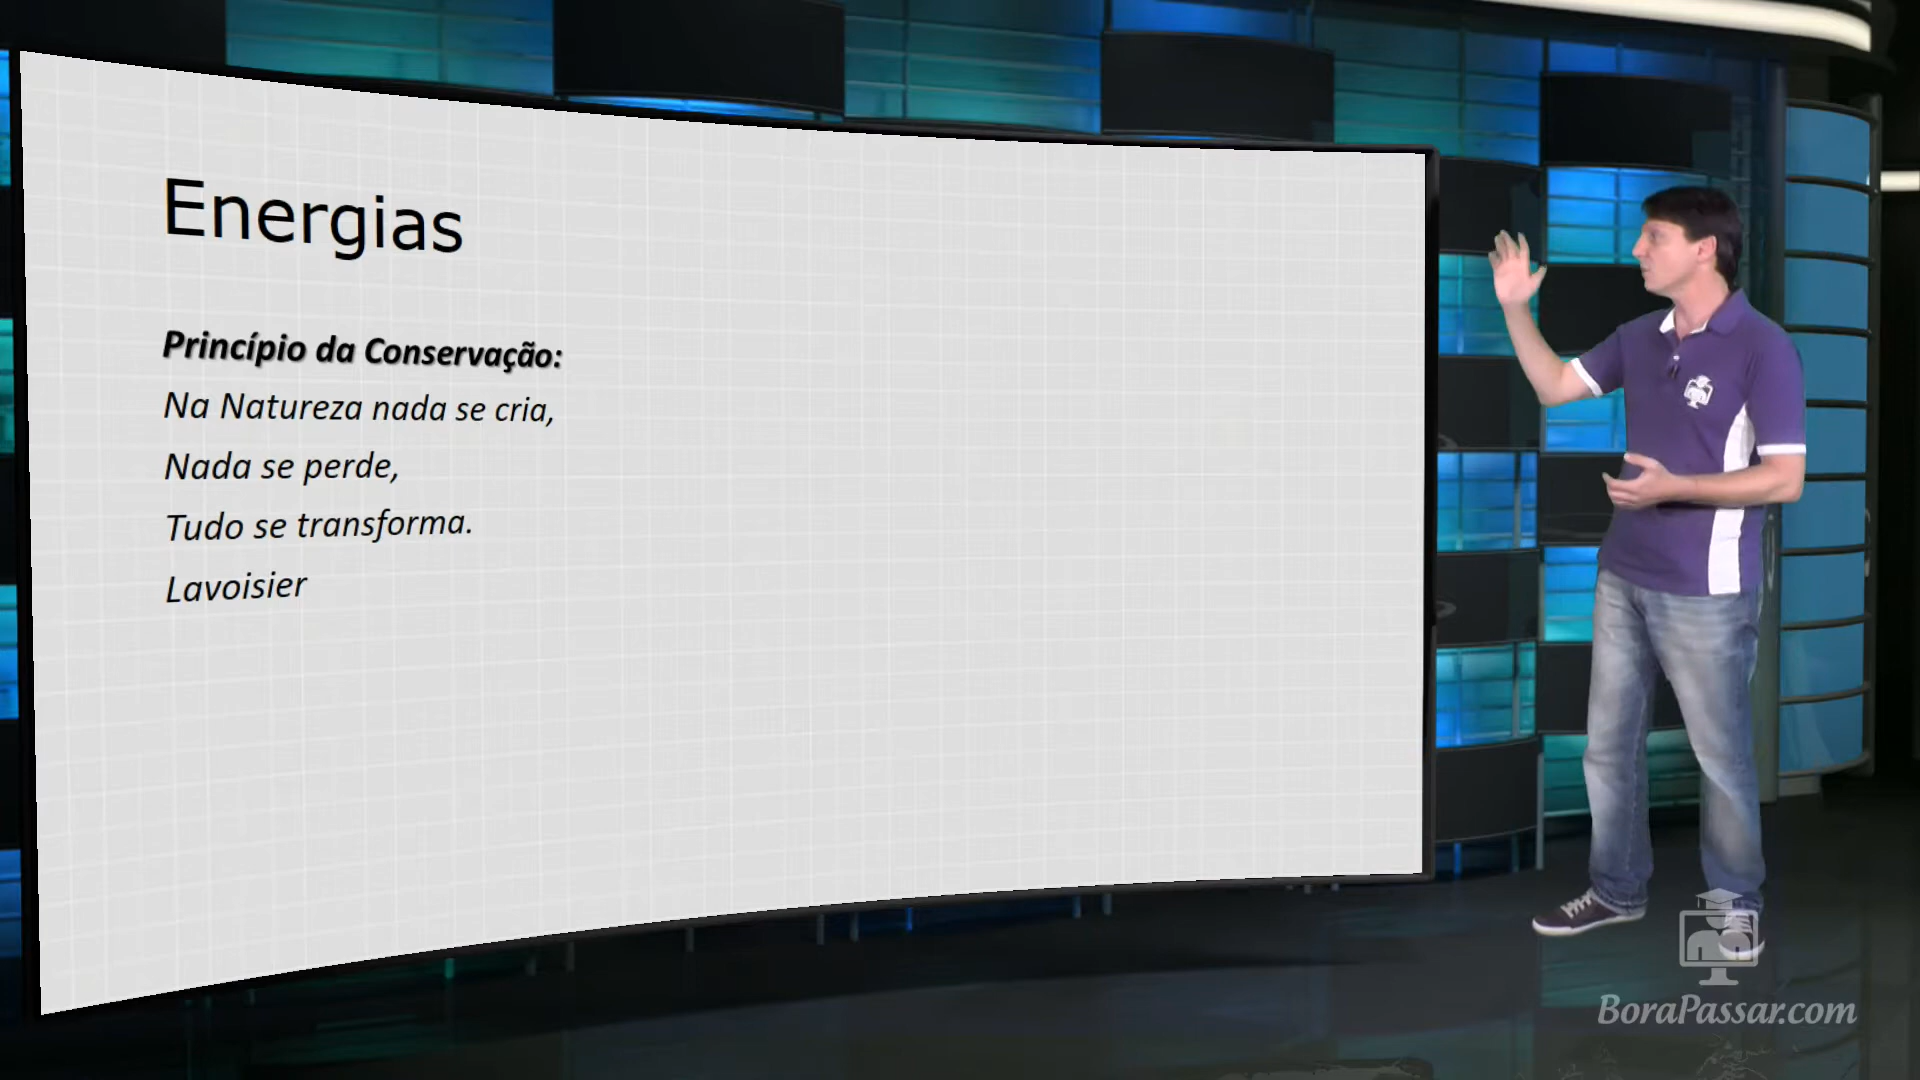 Energias
Princípio da Conservação:
Na Natureza nada se cria,
Nada se perde,
Tudo se transforma.
Lavoisier
BoraPassar.com